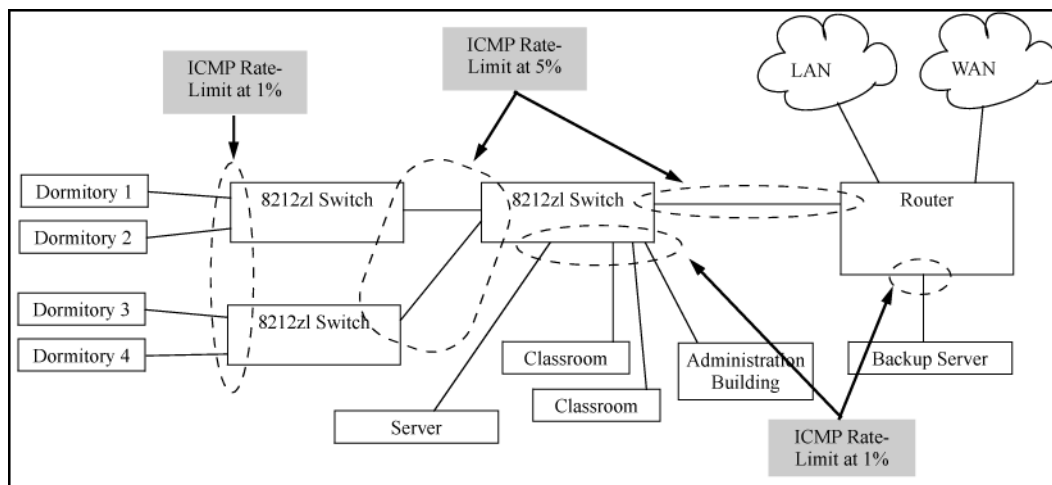 ICMP Rate-
Limit at 1%
ICMP Rate-
Limit at 5%
LAN
WAN
Dormitory 1
8212zl Switch
8212zl Switch
Router
Dormitory 2
Dormitory 3
8212zl Switch
Dormitory 4
Classroom
Administration
Building
Backup Server
Classroom
Server
ICMP Rate-
Limit at 1%